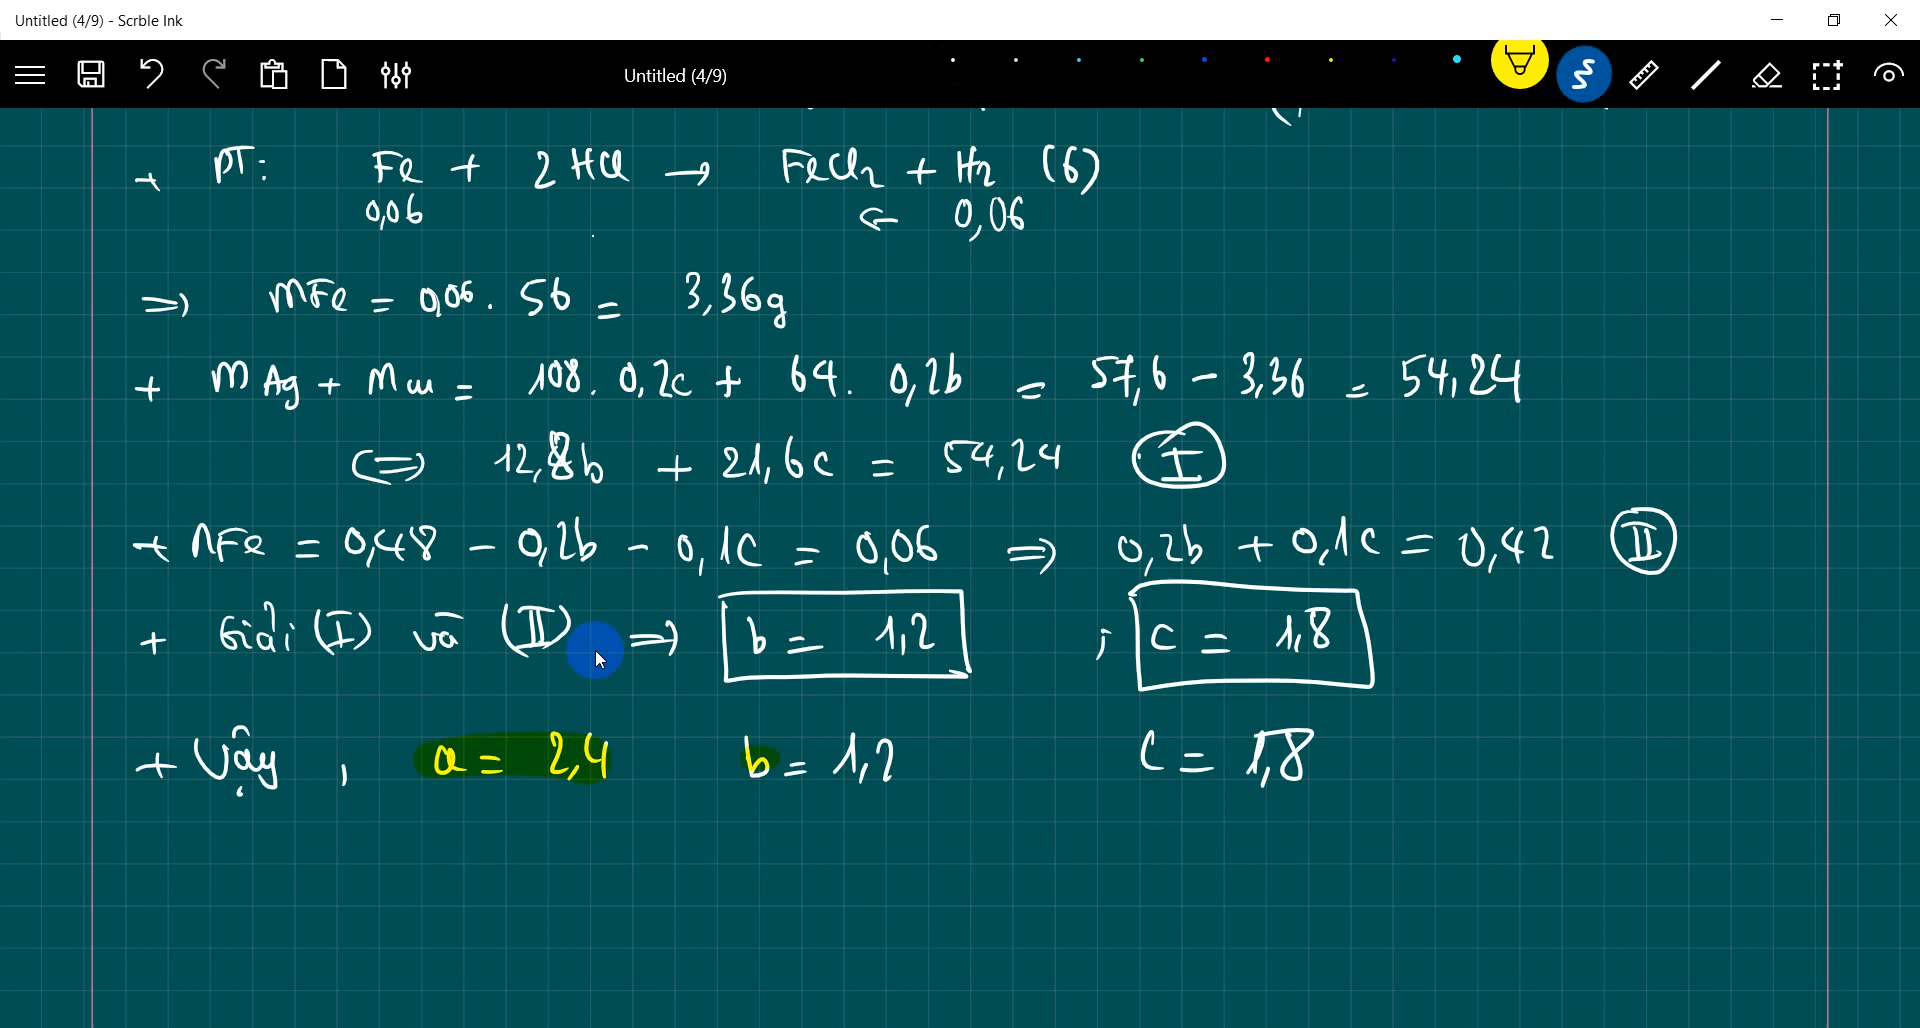 Untitled (4/9) - Scrble Ink
Untitled (4/9)
+ PT: Fe + 2 HCl → FeCl2 + H2 (6)
0,06 ← 0,06
=> mFe = 0,06 . 56 = 3,36g
+ mAg + mCu = 108. 0,2c + 64. 0,2b = 57,6 - 3,36 = 54,24
<=> 12,8b + 21,6c = 54,24 (I)
+ nFe = 0,48 - 0,2b - 0,1c = 0,06 => 0,2b + 0,1c = 0,42 (II)
+ Giải (I) và (II) => b = 1,2 ; c = 1,8
+ Vậy , a = 2,4 b = 1,2 c = 1,8